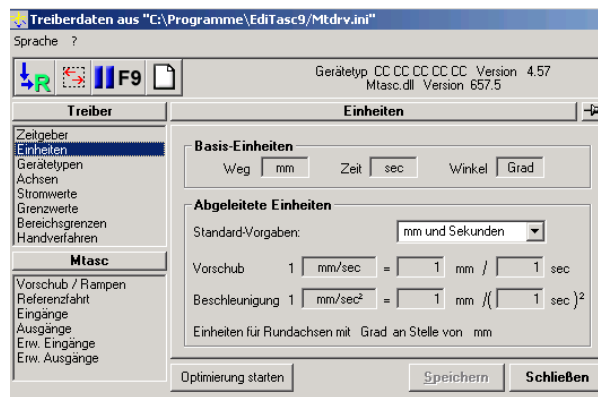 Treiberdaten aus "C:\Programme\EdiTasc9/Mtdrv.ini"
Sprache ?
R F9
Gerätetyp CC CC CC CC CC Version 4.57
Mtasc.dll Version 657.5
Treiber
Zeitgeber
Einheiten
Gerätetypen
Achsen
Stromwerte
Grenzwerte
Bereichsgrenzen
Handverfahren
Mtasc
Vorschub / Rampen
Referenzfahrt
Eingänge
Ausgänge
Erw. Eingänge
Erw. Ausgänge
Einheiten
Basis-Einheiten
Weg mm Zeit sec Winkel Grad
Abgeleitete Einheiten
Standard-Vorgaben: mm und Sekunden
Vorschub 1 mm/sec = 1 mm / 1 sec
Beschleunigung 1 mm/sec² = 1 mm /( 1 sec )²
Einheiten für Rundachsen mit Grad an Stelle von mm
Optimierung starten Speichern Schließen